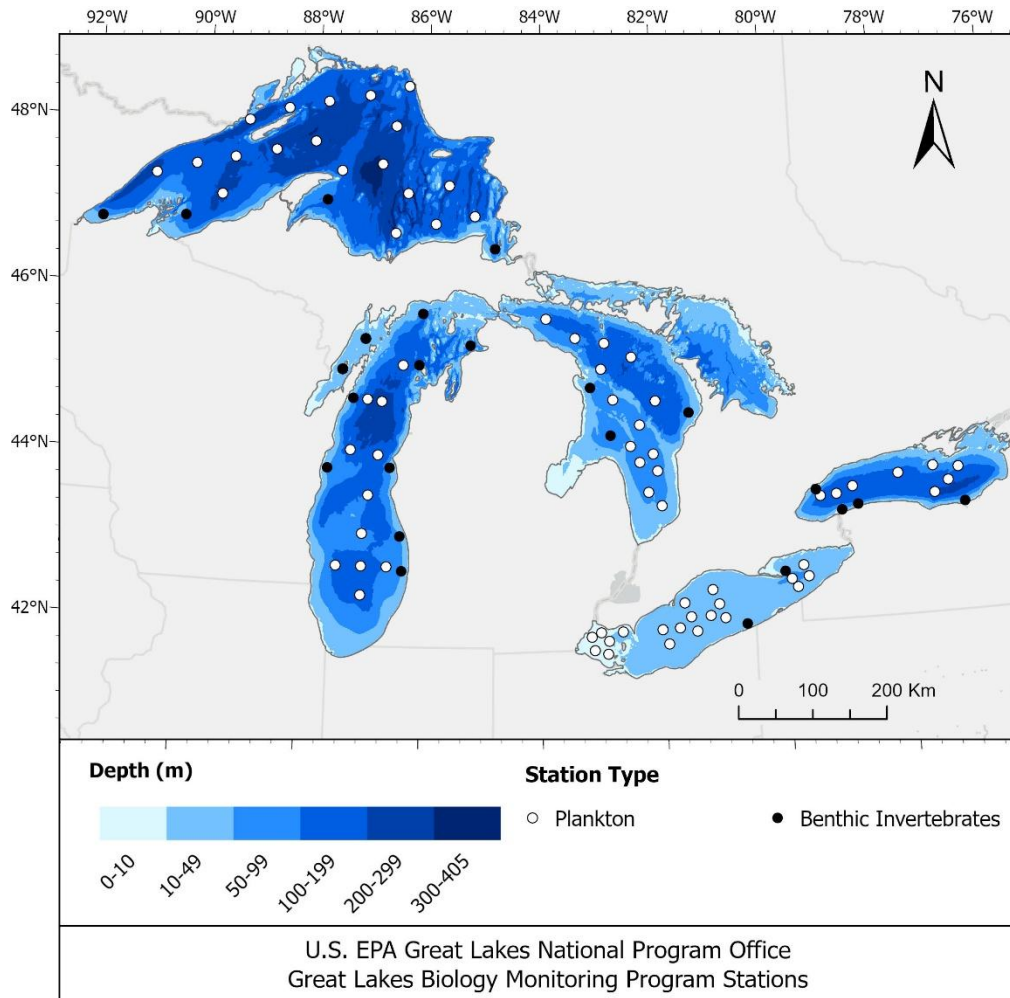 92°W 90°W 88°W 86°W 84°W 82°W 80°W 78°W 76°W
48°N
46°N
44°N
42°N
N
0 100 200 Km
Depth (m)
0-10
10-49
50-99
100-199
200-299
300-405
Station Type
Plankton
Benthic Invertebrates
U.S. EPA Great Lakes National Program Office
Great Lakes Biology Monitoring Program Stations